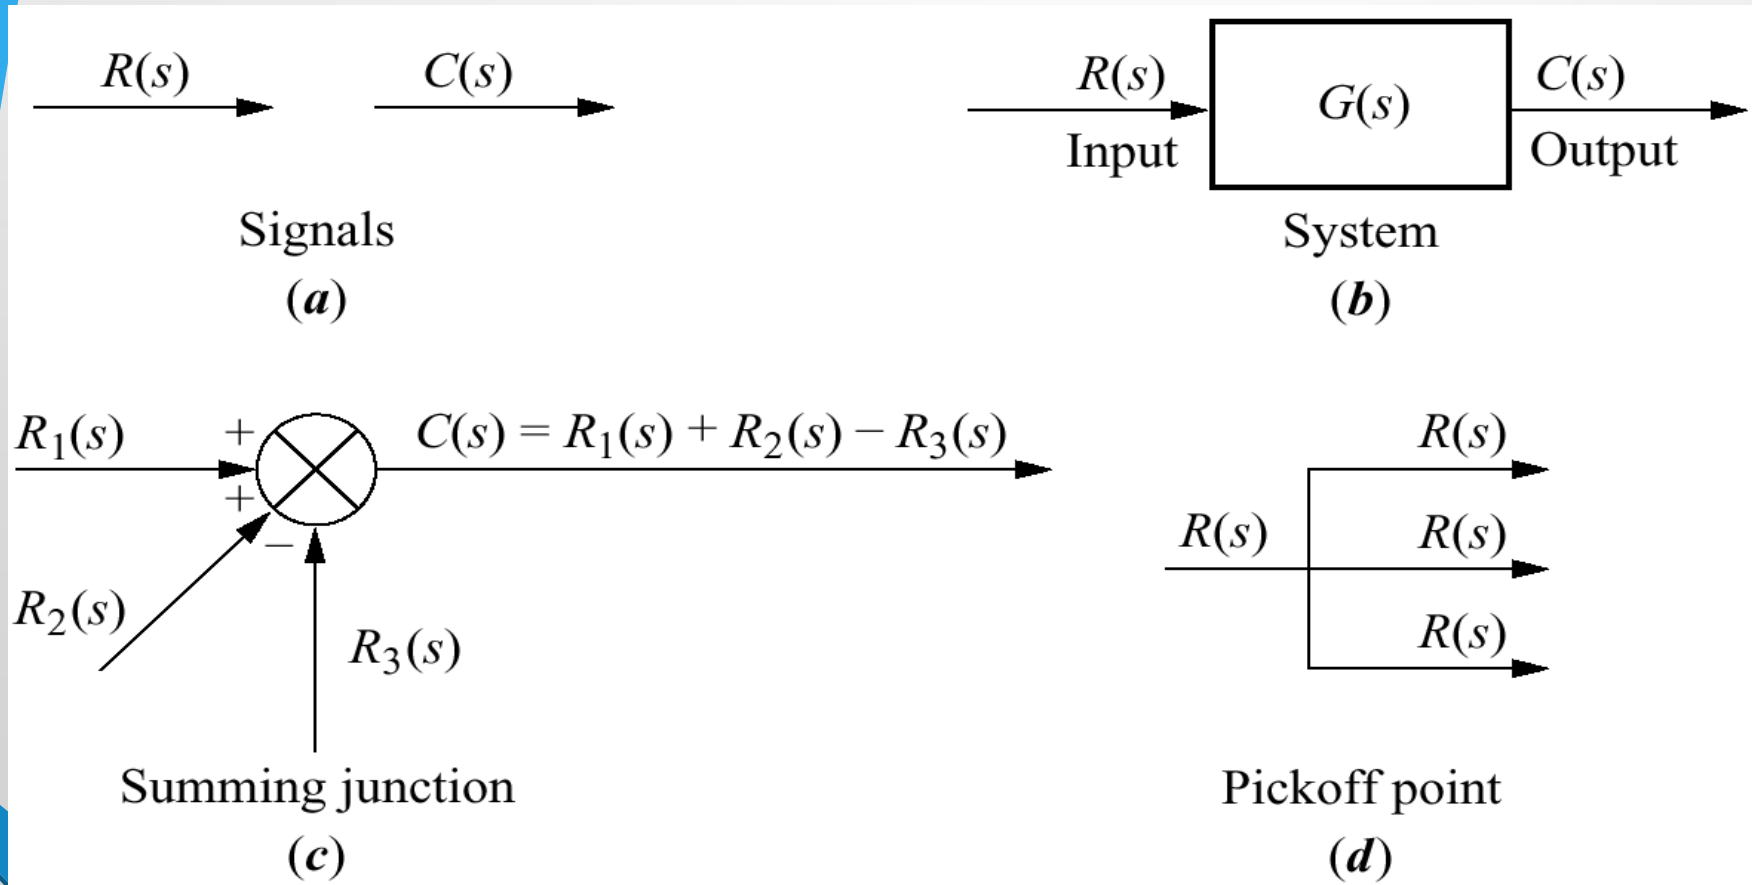 R(s) C(s)
Signals
(a)
R(s) G(s) C(s)
Input Output
System
(b)
R₁(s) + C(s) = R₁(s) + R₂(s) − R₃(s)
+
−
R₂(s)
R₃(s)
Summing junction
(c)
R(s)
R(s) R(s)
R(s)
Pickoff point
(d)